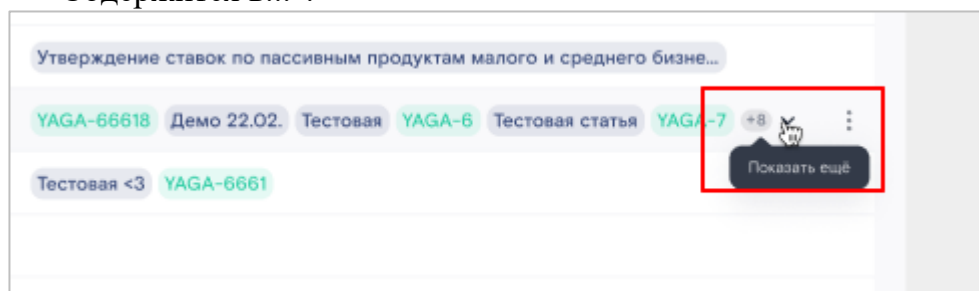 Утверждение ставок по пассивным продуктам малого и среднего бизне...
YAGA-66618 Демо 22.02. Тестовая YAGA-6 Тестовая статья YAGA-7 +8
Показать ещё
Тестовая <3 YAGA-6661